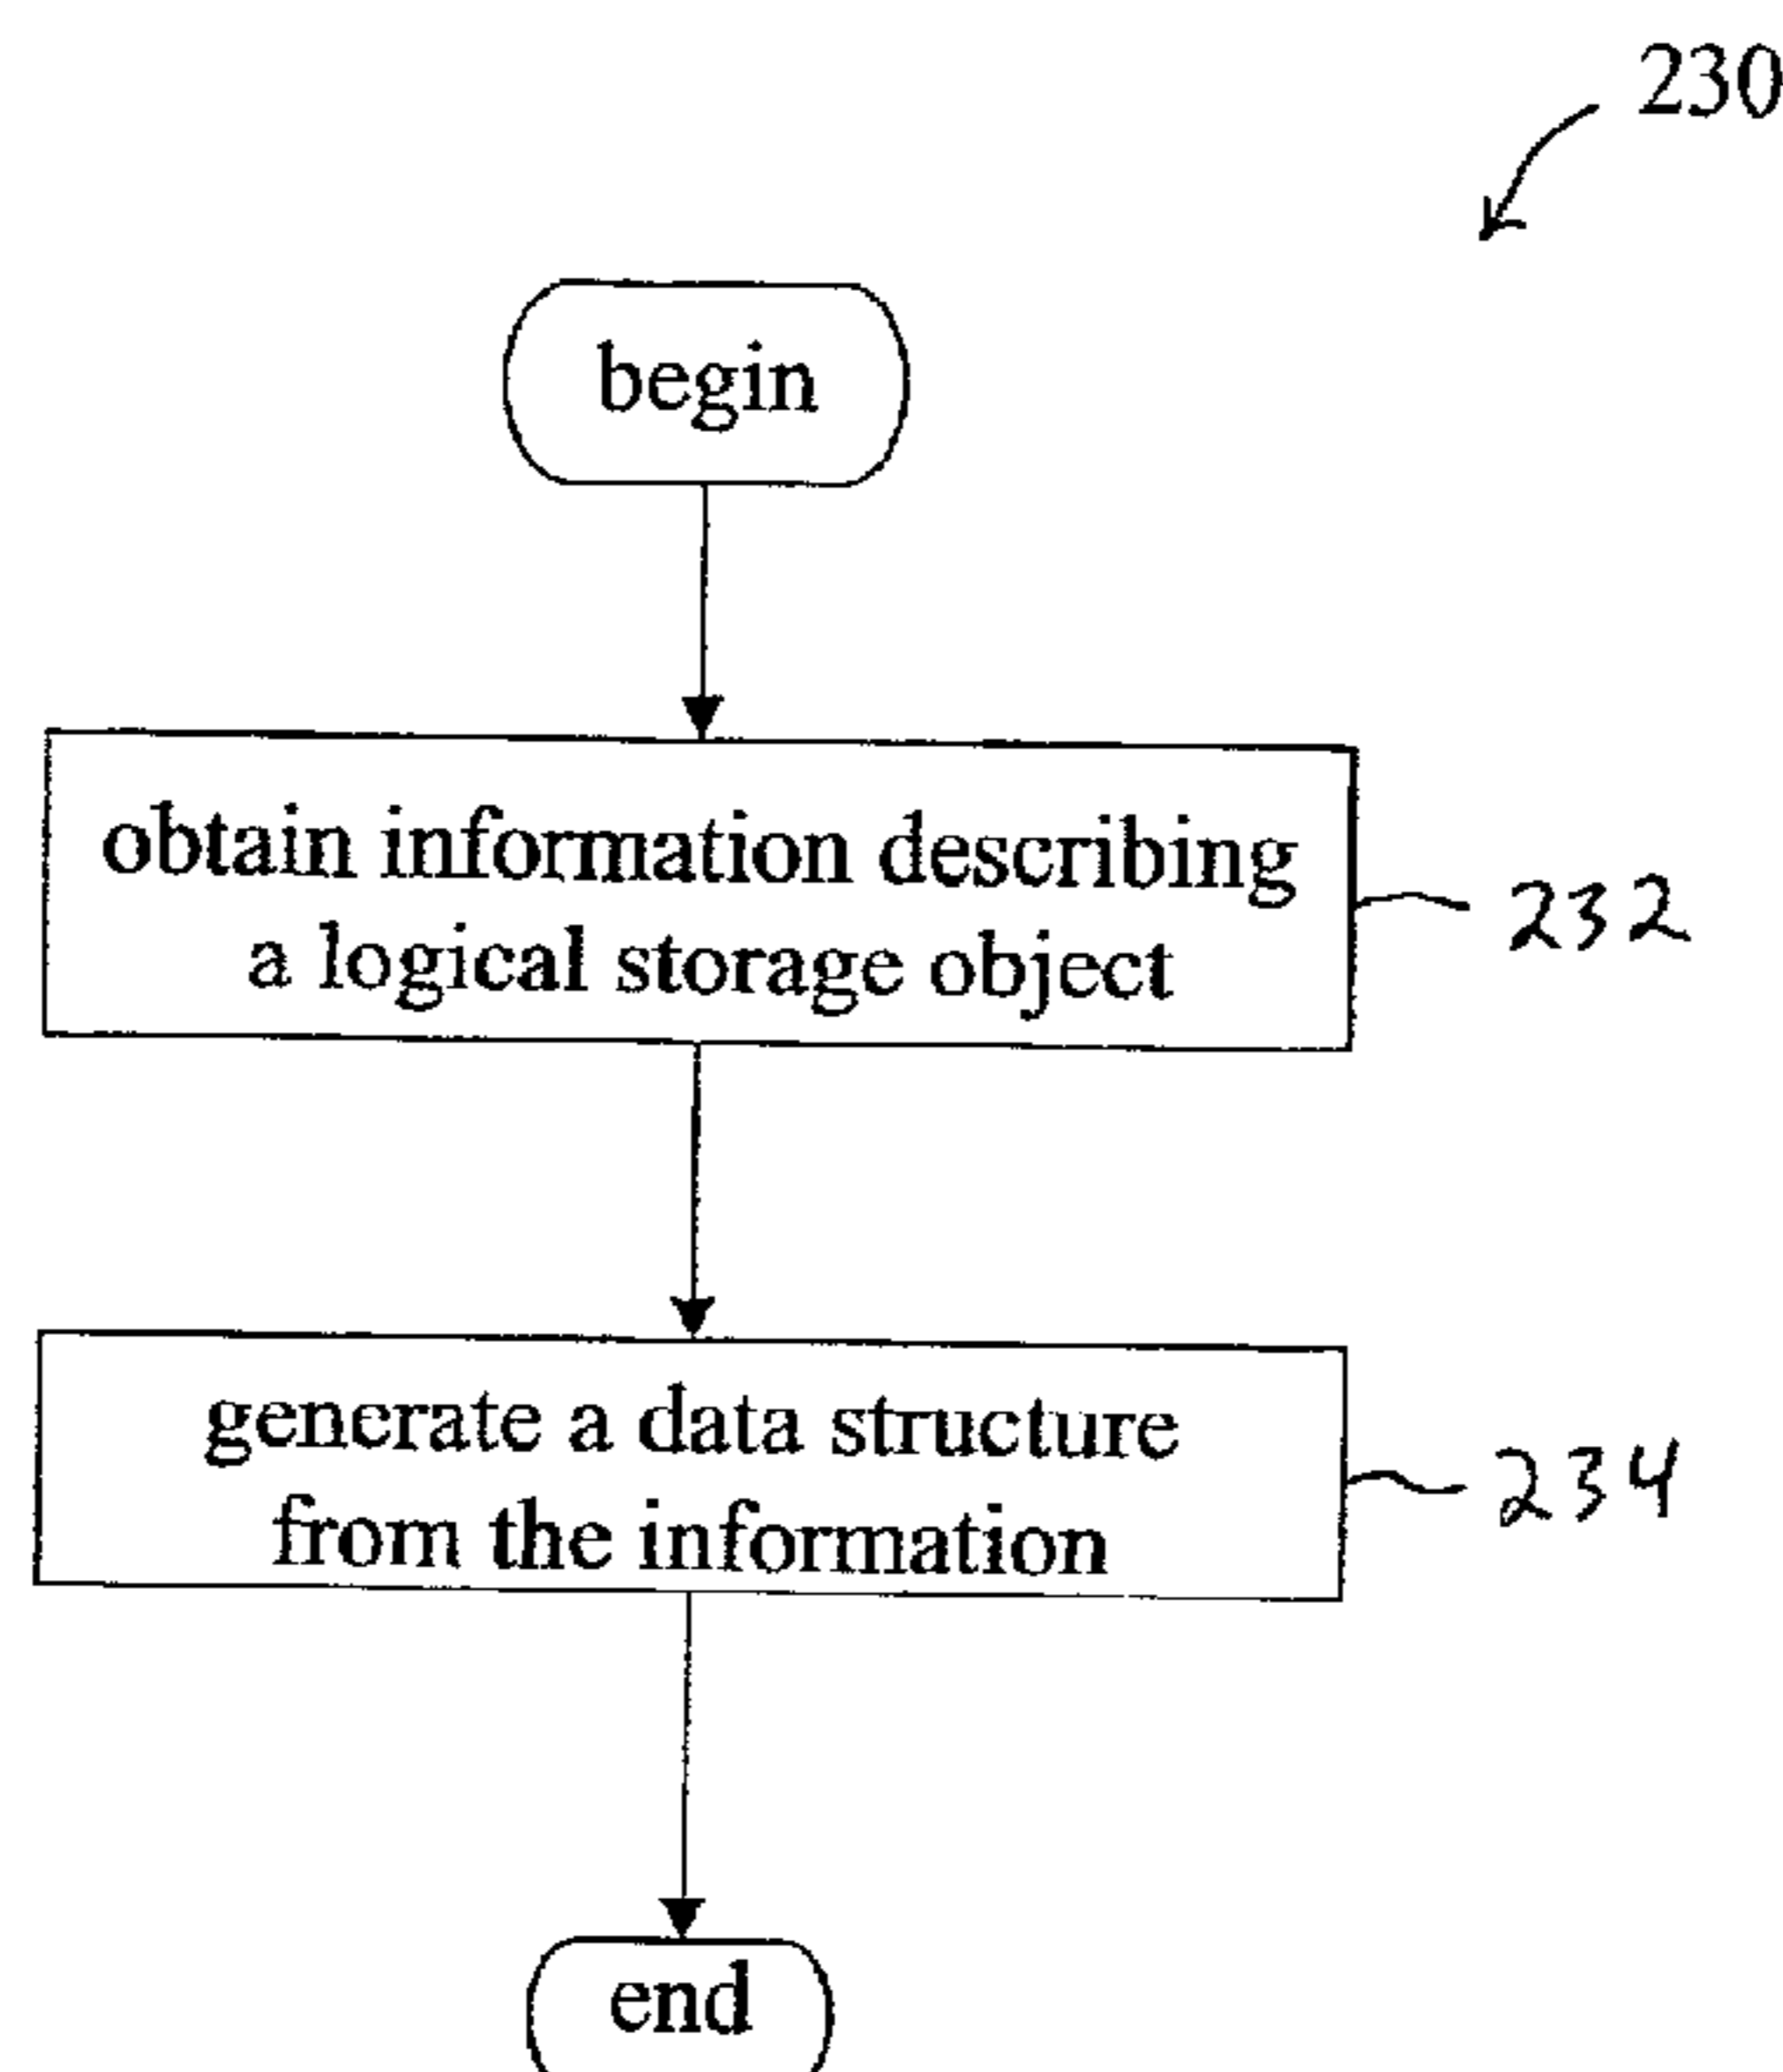 230
begin
obtain information describing
a logical storage object
232
generate a data structure
from the information
234
end